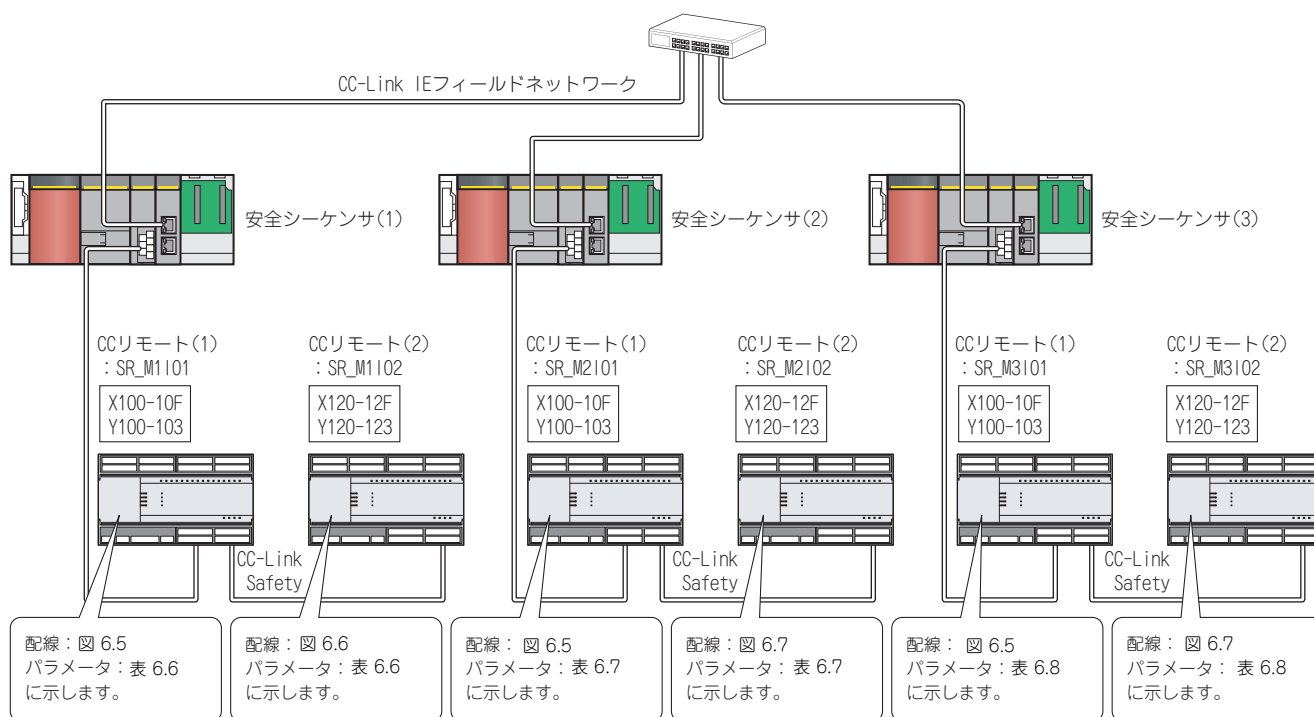 CC-Link IEフィールドネットワーク
安全シーケンサ(1)
安全シーケンサ(2)
安全シーケンサ(3)
CCリモート(1)
：SR_M1I01
X100-10F
Y100-103
CCリモート(2)
：SR_M1I02
X120-12F
Y120-123
CCリモート(1)
：SR_M2I01
X100-10F
Y100-103
CCリモート(2)
：SR_M2I02
X120-12F
Y120-123
CCリモート(1)
：SR_M3I01
X100-10F
Y100-103
CCリモート(2)
：SR_M3I02
X120-12F
Y120-123
CC-Link
Safety
CC-Link
Safety
CC-Link
Safety
配線：図 6.5
パラメータ：表 6.6
に示します。
配線：図 6.6
パラメータ：表 6.6
に示します。
配線：図 6.5
パラメータ：表 6.7
に示します。
配線：図 6.7
パラメータ：表 6.7
に示します。
配線：図 6.5
パラメータ：表 6.8
に示します。
配線：図 6.7
パラメータ：表 6.8
に示します。